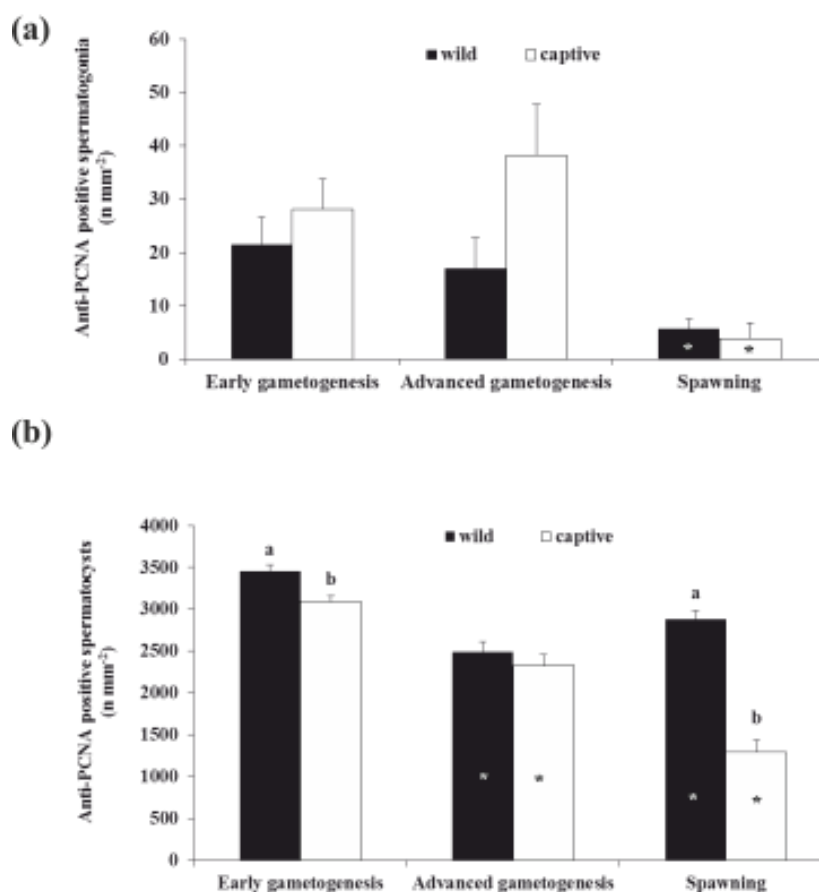 (a)
60
50
40
30
20
10
0
Anti-PCNA positive spermatogonia
(n mm-2)
wild captive
* *
Early gametogenesis Advanced gametogenesis Spawning
(b)
4000
3500
3000
2500
2000
1500
1000
500
0
Anti-PCNA positive spermatocysts
(n mm-2)
wild captive
a
b
a
b
* *
* *
Early gametogenesis Advanced gametogenesis Spawning